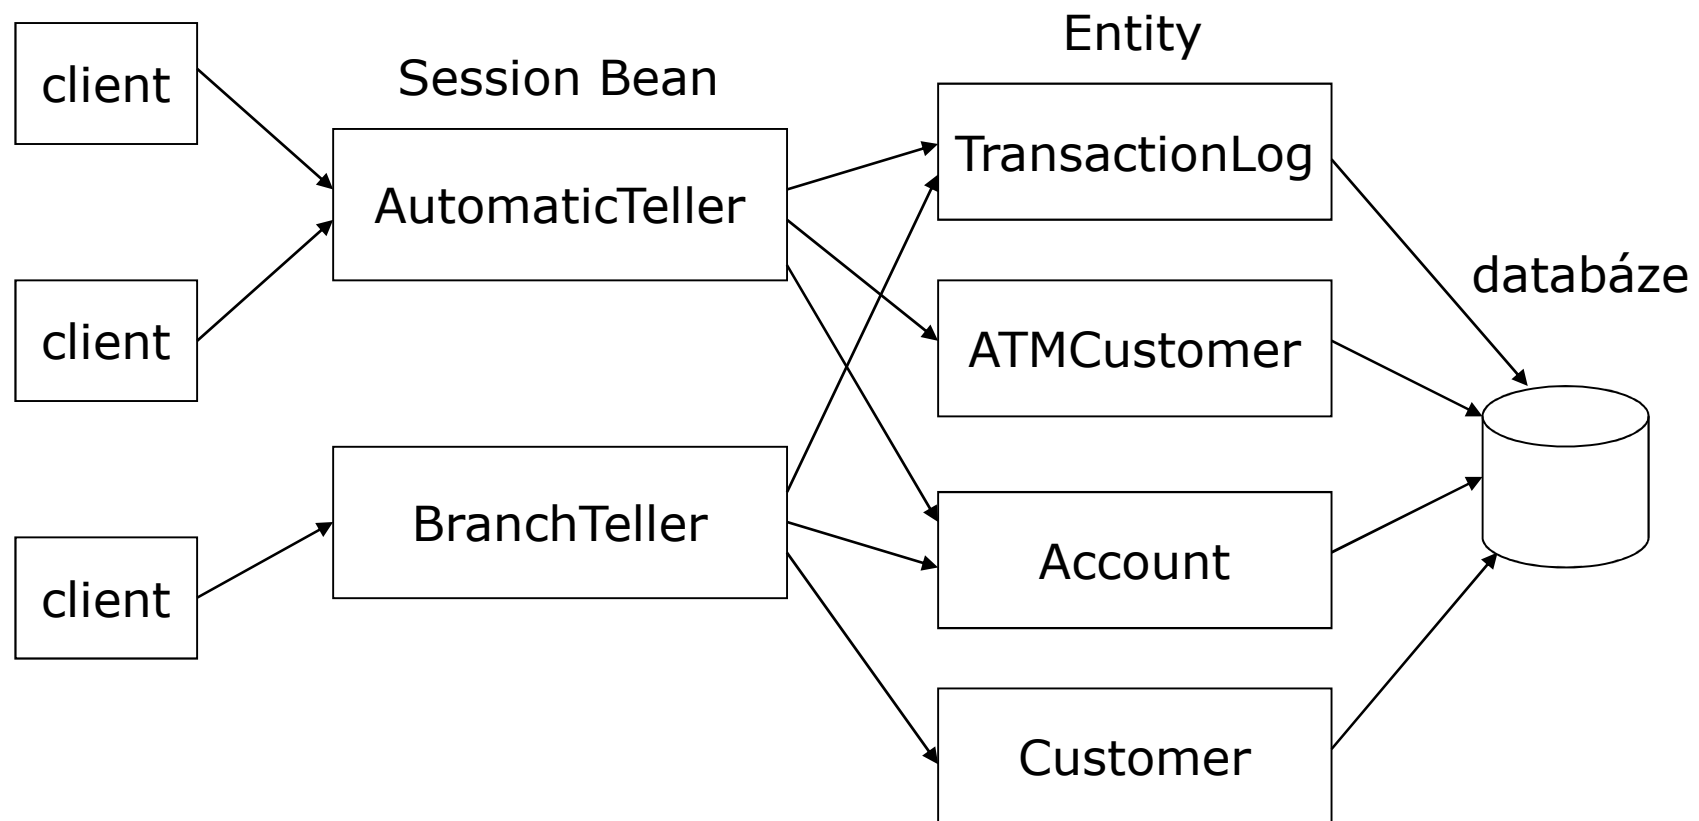 Entity
client
Session Bean
TransactionLog
AutomaticTeller
databáze
client
ATMCustomer
BranchTeller
Account
client
Customer